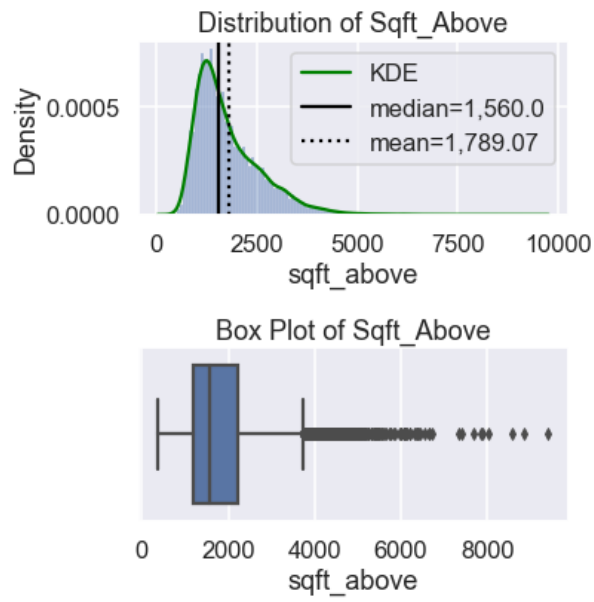 Distribution of Sqft_Above
Density
0.0005
0.0000
KDE
median=1,560.0
mean=1,789.07
0 2500 5000 7500 10000
sqft_above
Box Plot of Sqft_Above
0 2000 4000 6000 8000
sqft_above